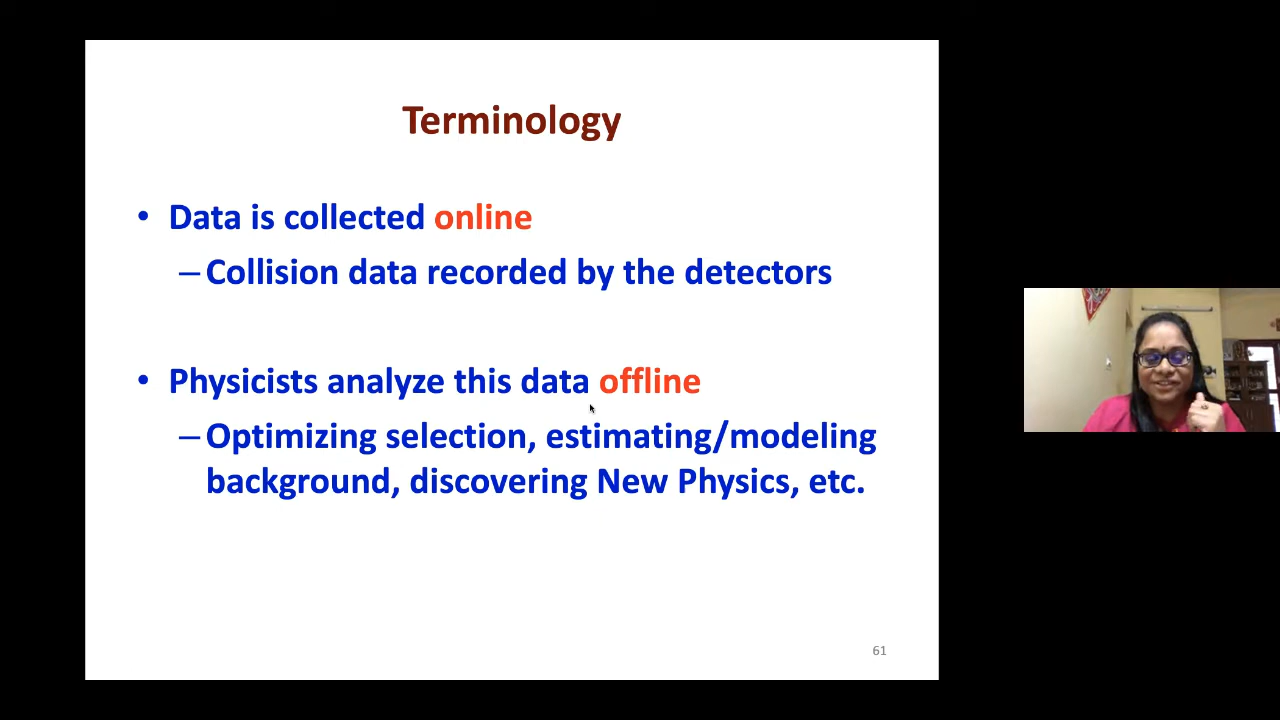 Terminology
• Data is collected online
– Collision data recorded by the detectors
• Physicists analyze this data offline
– Optimizing selection, estimating/modeling
background, discovering New Physics, etc.
61